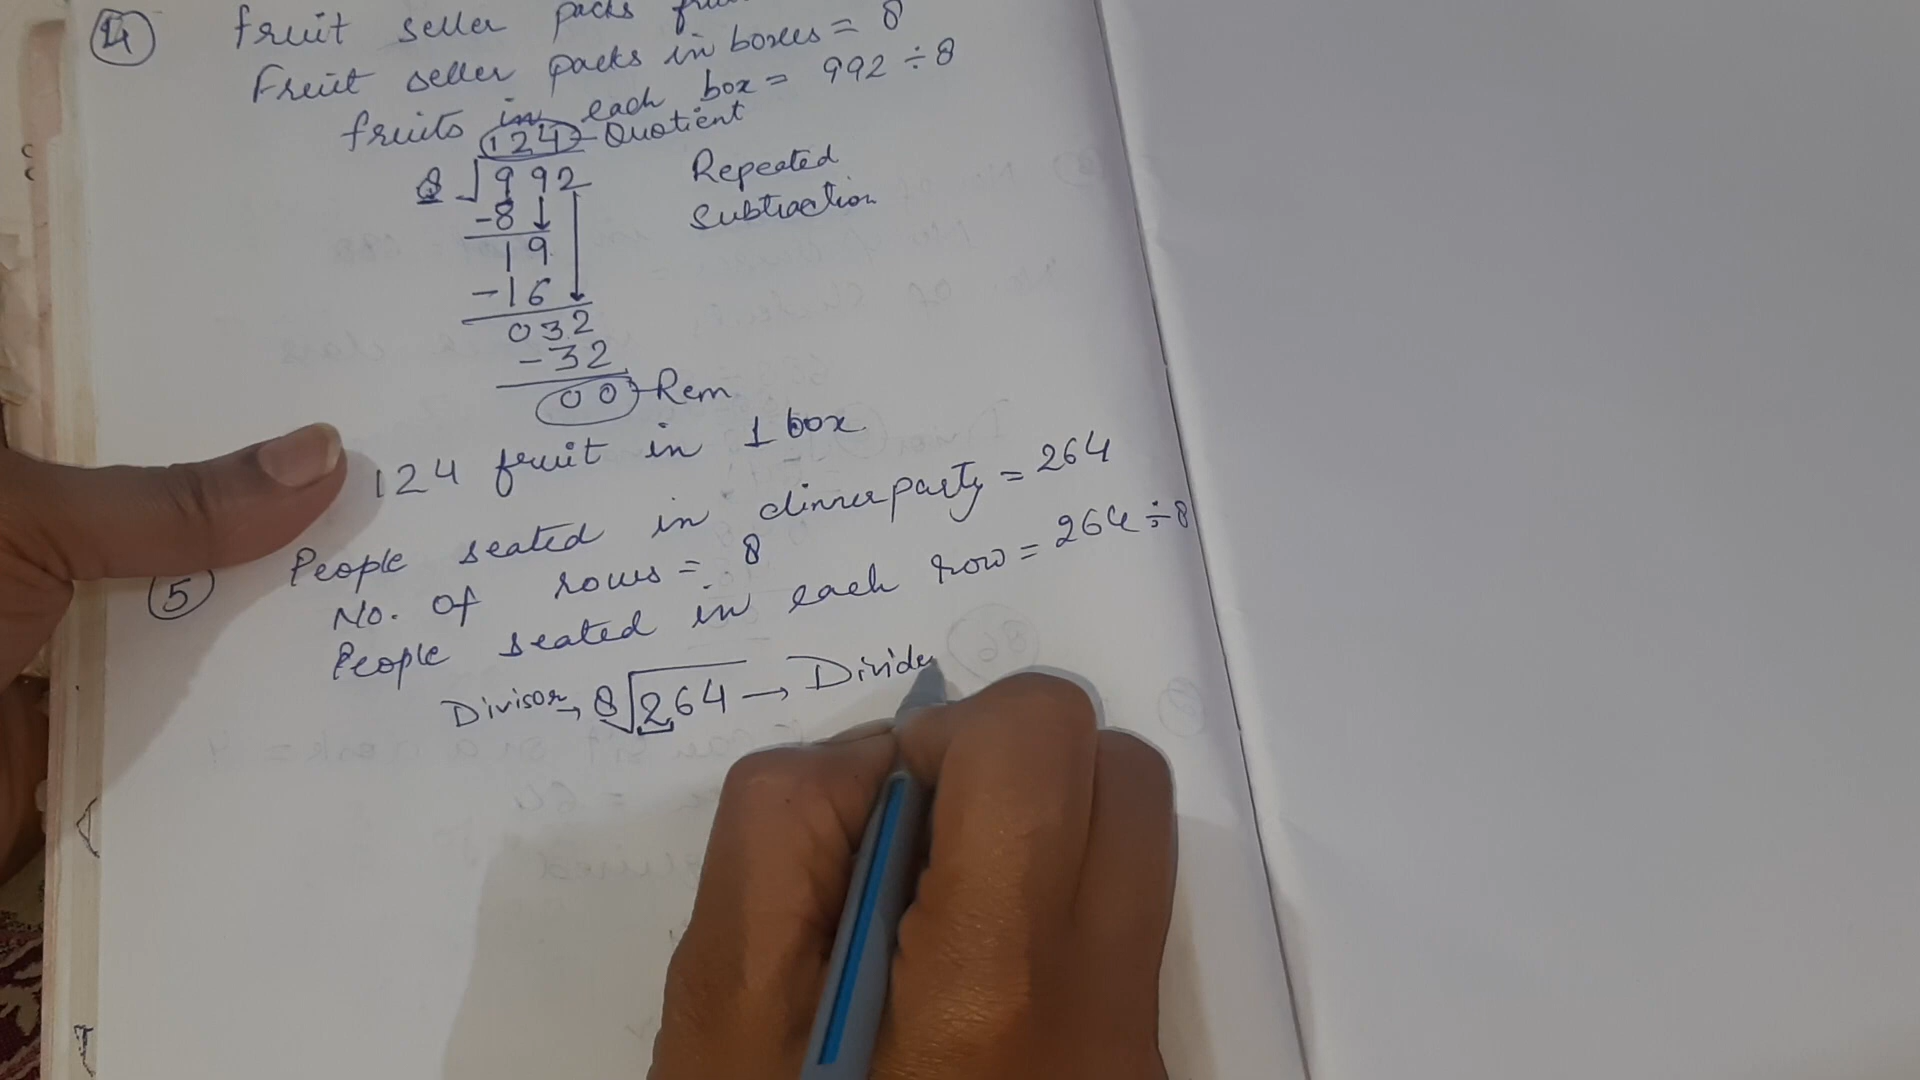 4 fruit seller packs
Fruit seller packs in boxes = 8
fruits in each box = 992 ÷ 8
124 - Quotient
8 √992 Repeated
-8 Subtraction
19
-16
032
-32
00 - Rem
124 fruit in 1 box
5 People seated in dinner party = 264
No. of rows = 8
People seated in each row = 264 ÷ 8
Divisor → 8 √264 → Divide